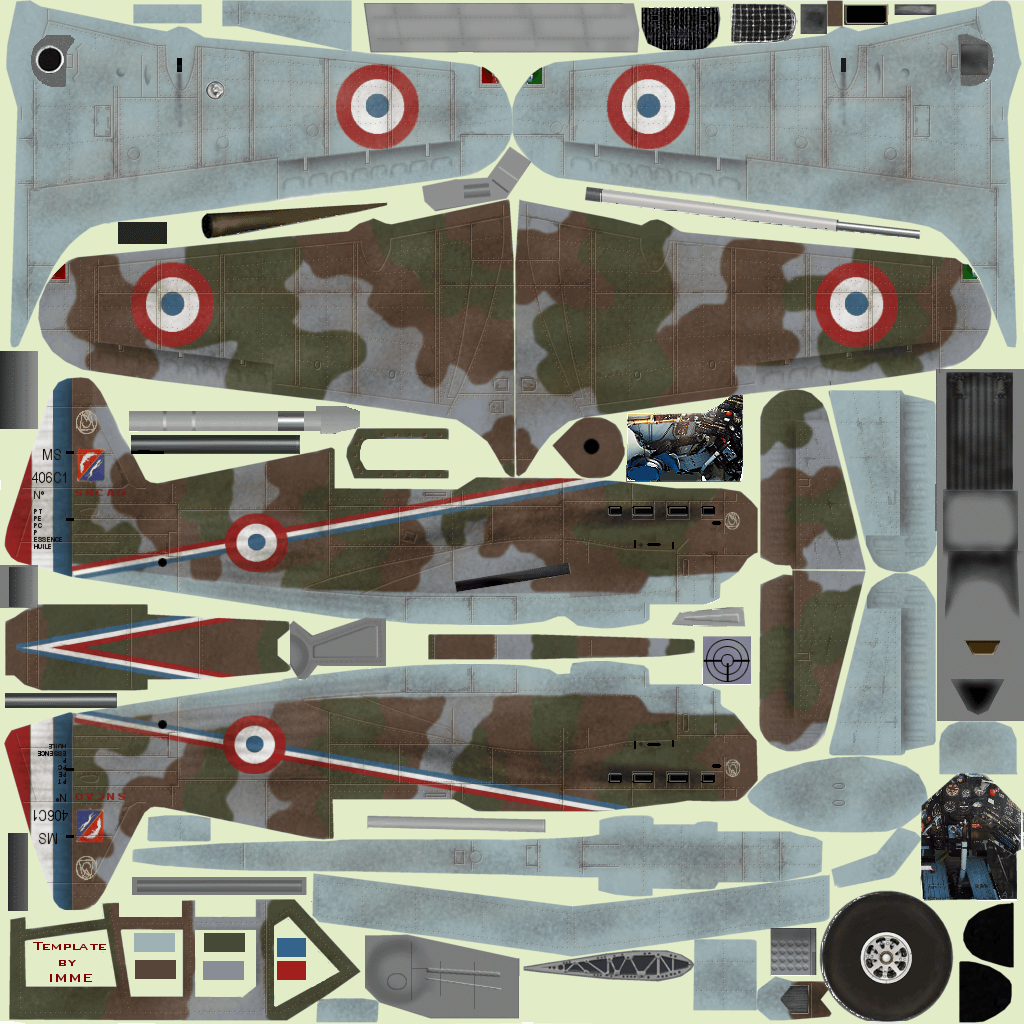 MS
406C1
N°
SNCAO
PT
PE
PC
P
ESSENCE
HUILE
HUILE
ESSENCE
P
PC
PE
PT
N°
SNCAO
406C1
MS
TEMPLATE
BY
IMME